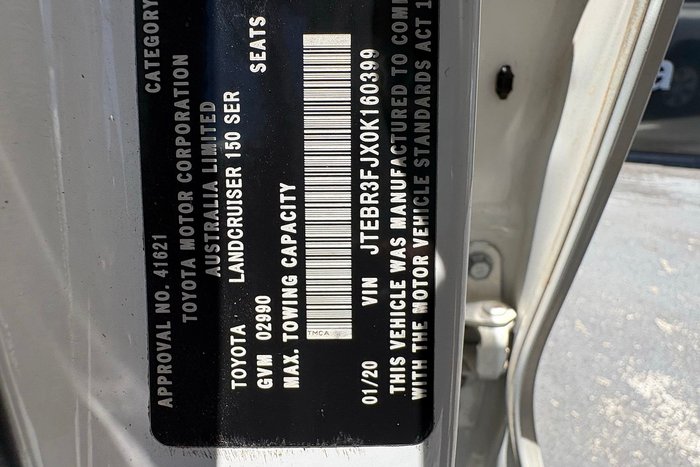 APPROVAL NO. 41621 CATEGORY
TOYOTA MOTOR CORPORATION
AUSTRALIA LIMITED
TOYOTA LANDCRUISER 150 SER
GVM 02990 SEATS
MAX. TOWING CAPACITY
TMCA
01/20 VIN JTEBR3FJX0K160399
THIS VEHICLE WAS MANUFACTURED TO COM
WITH THE MOTOR VEHICLE STANDARDS ACT 1
a